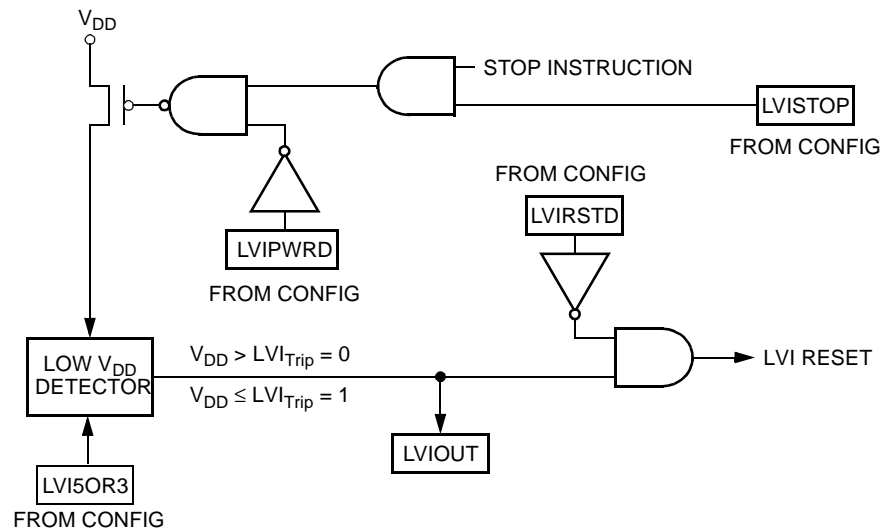 VDD
STOP INSTRUCTION
LVISTOP
FROM CONFIG
FROM CONFIG
LVIRSTD
LVIPWRD
FROM CONFIG
LOW VDD
DETECTOR
VDD > LVITrip = 0
VDD ≤ LVITrip = 1
LVI RESET
LVIOUT
LVI5OR3
FROM CONFIG